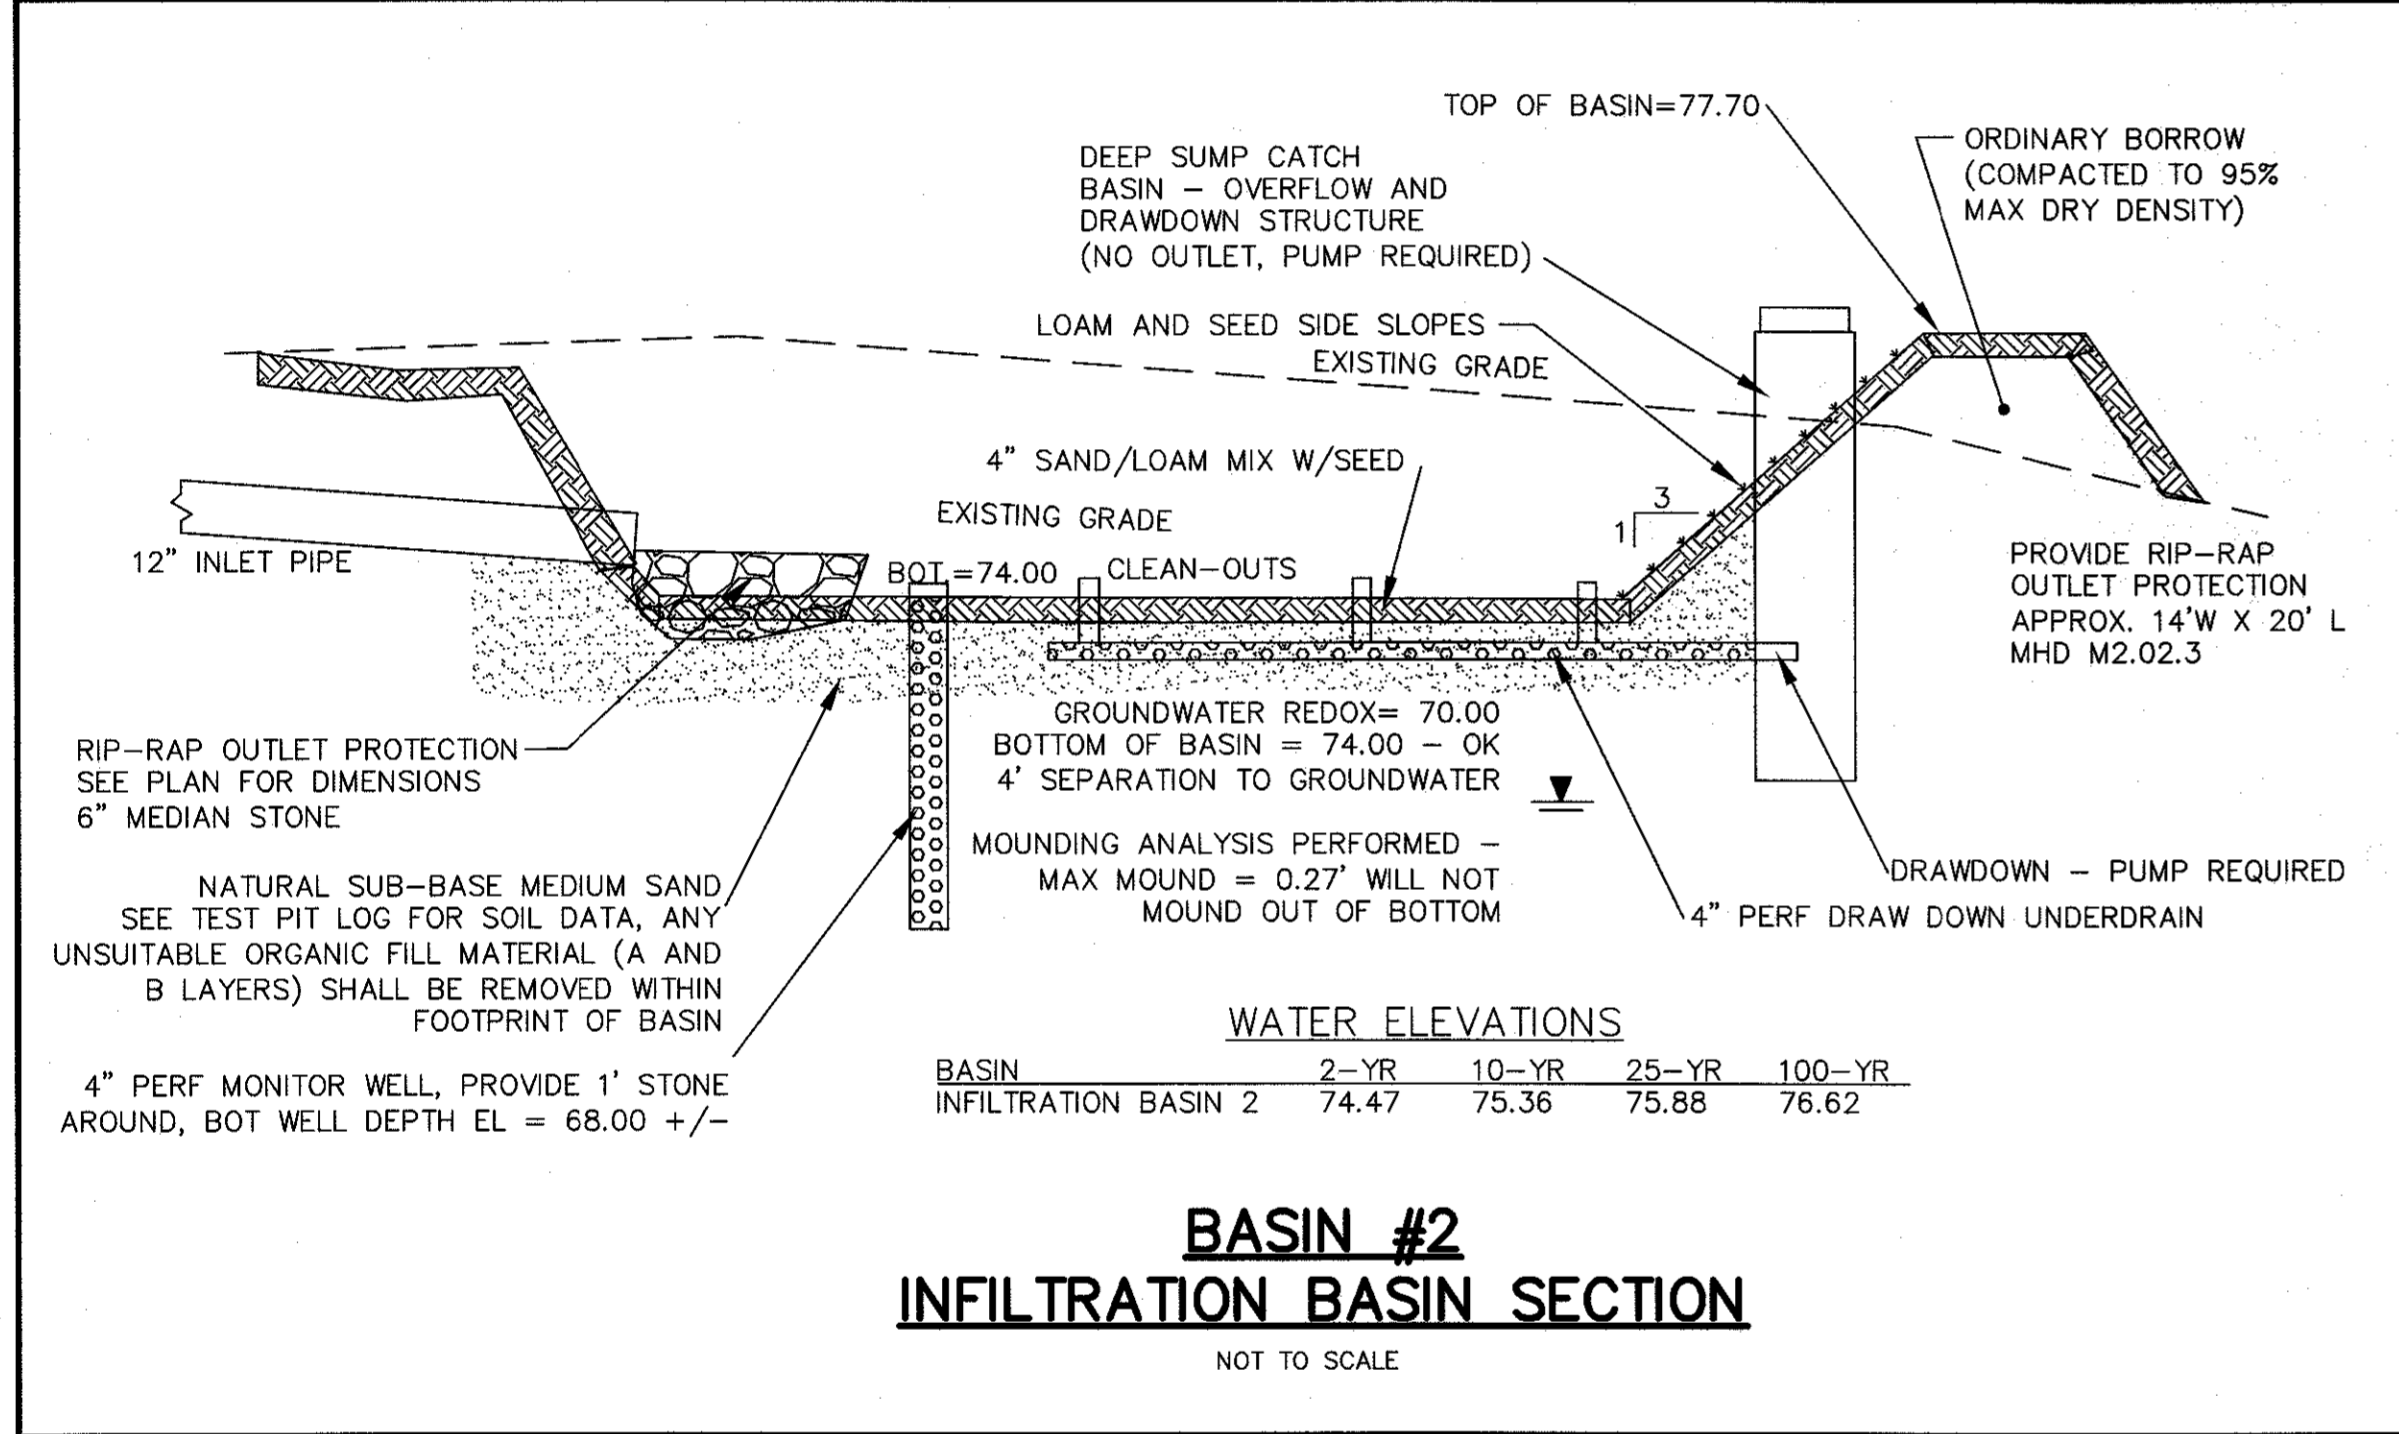 TOP OF BASIN=77.70
DEEP SUMP CATCH
BASIN – OVERFLOW AND
DRAWDOWN STRUCTURE
(NO OUTLET, PUMP REQUIRED)
ORDINARY BORROW
(COMPACTED TO 95%
MAX DRY DENSITY)
LOAM AND SEED SIDE SLOPES
EXISTING GRADE
4" SAND/LOAM MIX W/SEED
3
1
EXISTING GRADE
12" INLET PIPE
BOT.=74.00
CLEAN-OUTS
PROVIDE RIP-RAP
OUTLET PROTECTION
APPROX. 14'W X 20' L
MHD M2.02.3
RIP-RAP OUTLET PROTECTION
SEE PLAN FOR DIMENSIONS
6" MEDIAN STONE
GROUNDWATER REDOX= 70.00
BOTTOM OF BASIN = 74.00 – OK
4' SEPARATION TO GROUNDWATER
MOUNDING ANALYSIS PERFORMED –
MAX MOUND = 0.27' WILL NOT
MOUND OUT OF BOTTOM
DRAWDOWN – PUMP REQUIRED
4" PERF DRAW DOWN UNDERDRAIN
NATURAL SUB-BASE MEDIUM SAND
SEE TEST PIT LOG FOR SOIL DATA, ANY
UNSUITABLE ORGANIC FILL MATERIAL (A AND
B LAYERS) SHALL BE REMOVED WITHIN
FOOTPRINT OF BASIN
4" PERF MONITOR WELL, PROVIDE 1' STONE
AROUND, BOT WELL DEPTH EL = 68.00 +/-
WATER ELEVATIONS
BASIN 2-YR 10-YR 25-YR 100-YR
INFILTRATION BASIN 2 74.47 75.36 75.88 76.62
BASIN #2
INFILTRATION BASIN SECTION
NOT TO SCALE